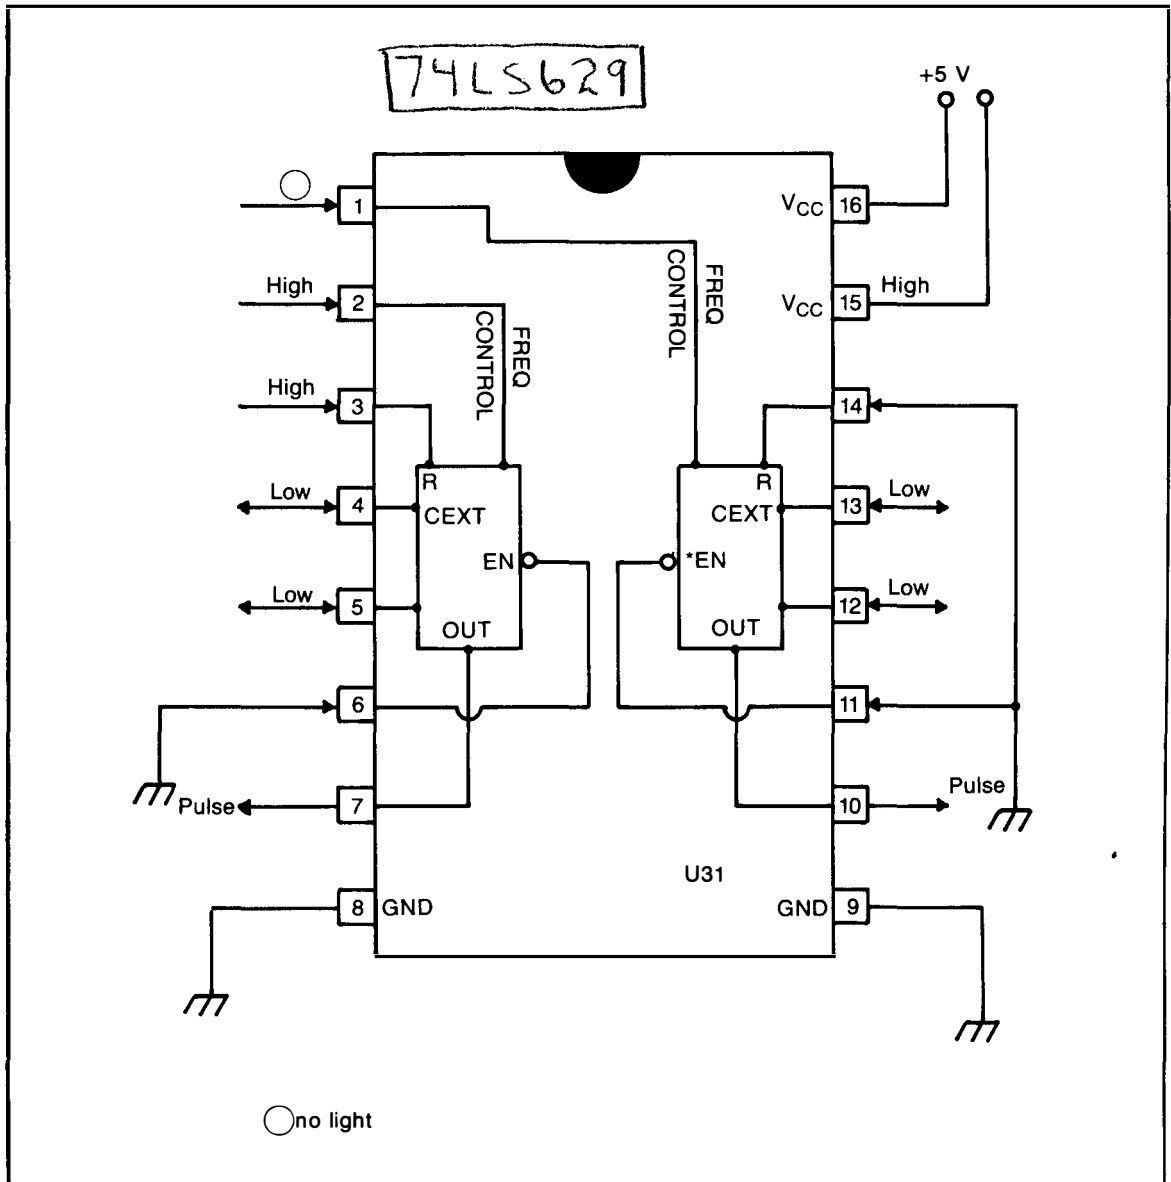 74LS629
+5 V
1
VCC
16
FREQ
CONTROL
High
2
VCC
15
High
FREQ
CONTROL
High
3
14
R
R
Low
4
CEXT
CEXT
13
Low
EN
*EN
Low
5
12
Low
OUT
OUT
6
11
Pulse
7
10
Pulse
U31
8
GND
GND
9
no light